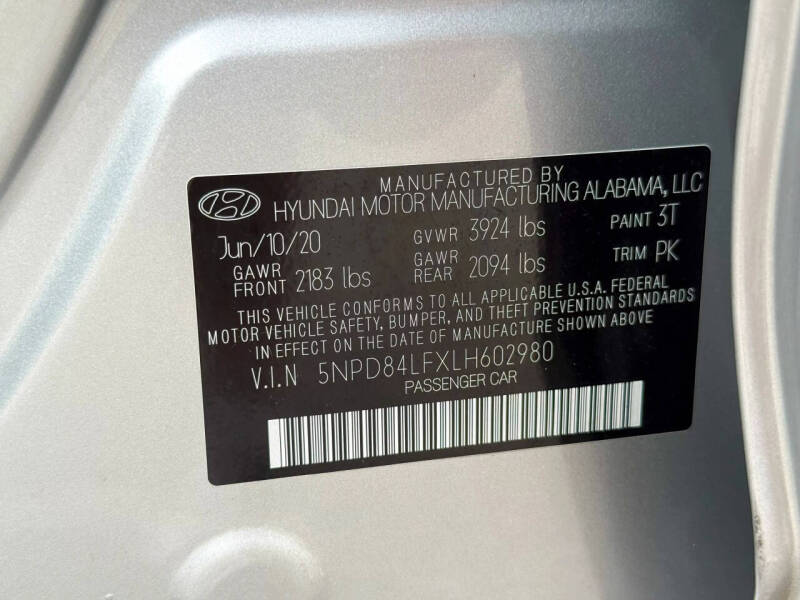 MANUFACTURED BY
HYUNDAI MOTOR MANUFACTURING ALABAMA, LLC
Jun/10/20 GVWR 3924 lbs PAINT 3T
GAWR FRONT 2183 lbs GAWR REAR 2094 lbs TRIM PK
THIS VEHICLE CONFORMS TO ALL APPLICABLE U.S.A. FEDERAL
MOTOR VEHICLE SAFETY, BUMPER, AND THEFT PREVENTION STANDARDS
IN EFFECT ON THE DATE OF MANUFACTURE SHOWN ABOVE
V.I.N 5NPD84LFXLH602980
PASSENGER CAR